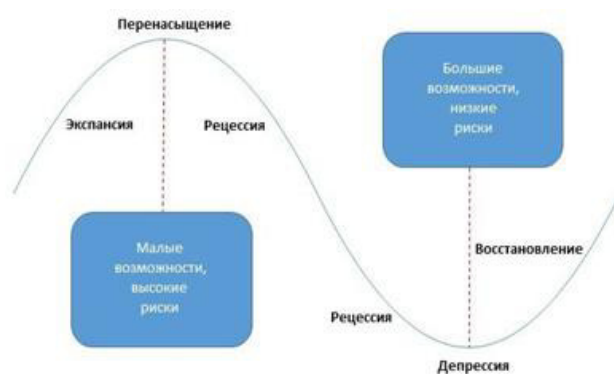 Перенасыщение
Экспансия
Рецессия
Малые
возможности,
высокие
риски
Большие
возможности,
низкие
риски
Восстановление
Рецессия
Депрессия